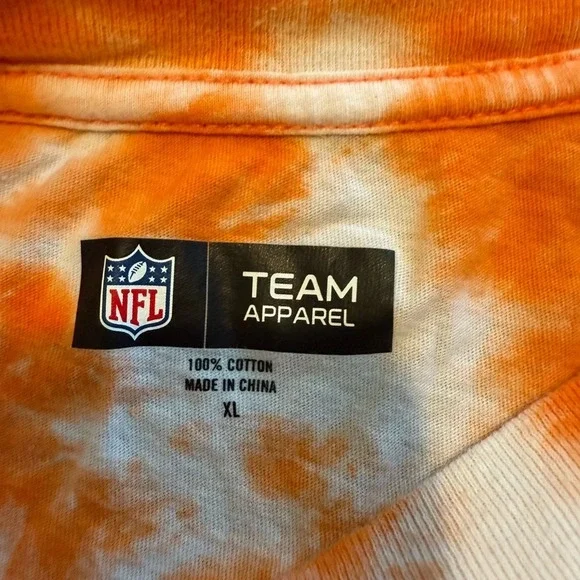 NFL
TEAM
APPAREL
100% COTTON
MADE IN CHINA
XL